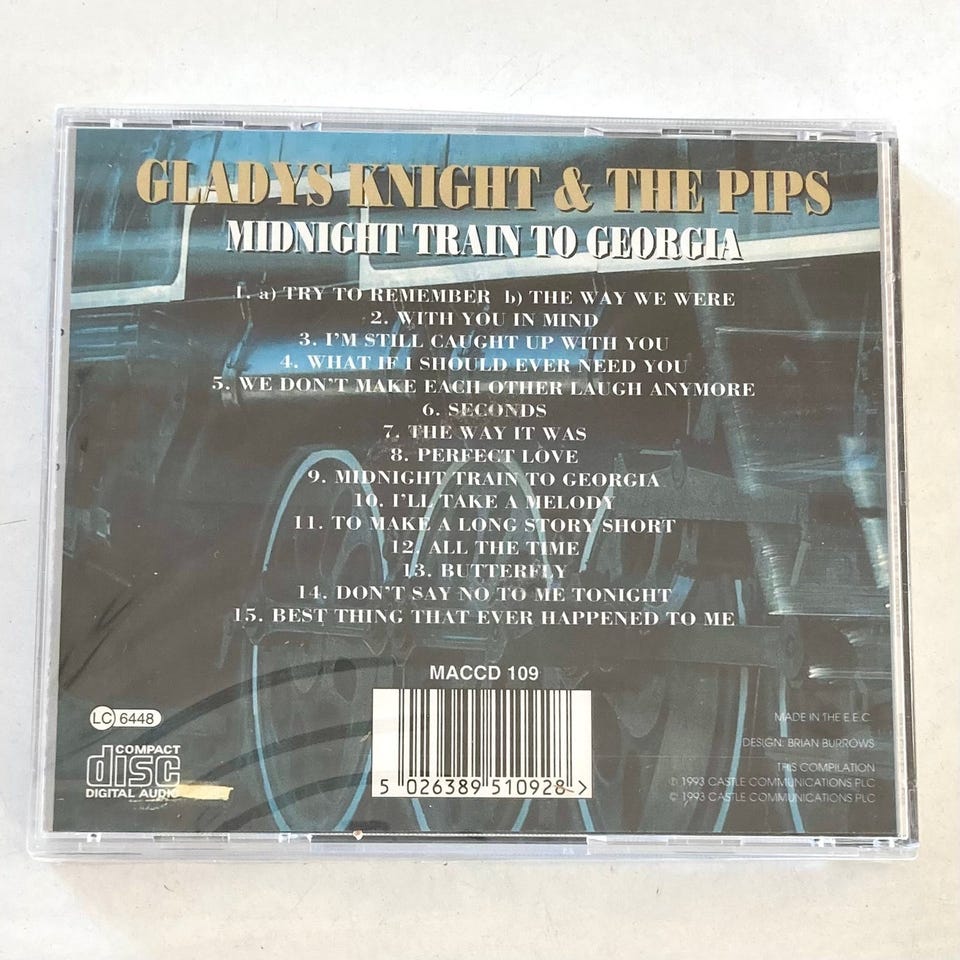 GLADYS KNIGHT & THE PIPS
MIDNIGHT TRAIN TO GEORGIA
1. a) TRY TO REMEMBER b) THE WAY WE WERE
2. WITH YOU IN MIND
3. I'M STILL CAUGHT UP WITH YOU
4. WHAT IF I SHOULD EVER NEED YOU
5. WE DON'T MAKE EACH OTHER LAUGH ANYMORE
6. SECONDS
7. THE WAY IT WAS
8. PERFECT LOVE
9. MIDNIGHT TRAIN TO GEORGIA
10. I'LL TAKE A MELODY
11. TO MAKE A LONG STORY SHORT
12. ALL THE TIME
13. BUTTERFLY
14. DON'T SAY NO TO ME TONIGHT
15. BEST THING THAT EVER HAPPENED TO ME
MACCD 109
LC 6448
COMPACT
disc
DIGITAL AUDIO
5 026389 510928 >
MADE IN THE E.E.C.
DESIGN: BRIAN BURROWS
THIS COMPILATION
℗ 1993 CASTLE COMMUNICATIONS PLC
© 1993 CASTLE COMMUNICATIONS PLC